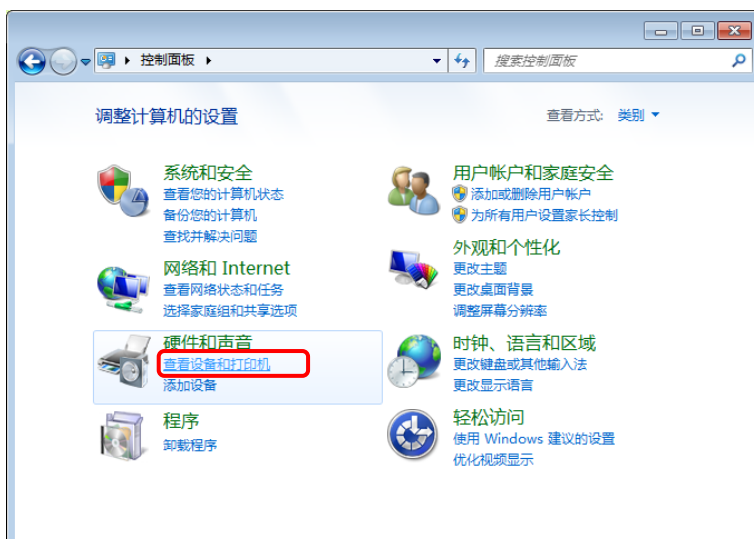 控制面板
搜索控制面板
调整计算机的设置
查看方式: 类别
系统和安全
查看您的计算机状态
备份您的计算机
查找并解决问题
网络和 Internet
查看网络状态和任务
选择家庭组和共享选项
硬件和声音
查看设备和打印机
添加设备
程序
卸载程序
用户帐户和家庭安全
添加或删除用户帐户
为所有用户设置家长控制
外观和个性化
更改主题
更改桌面背景
调整屏幕分辨率
时钟、语言和区域
更改键盘或其他输入法
更改显示语言
轻松访问
使用 Windows 建议的设置
优化视频显示